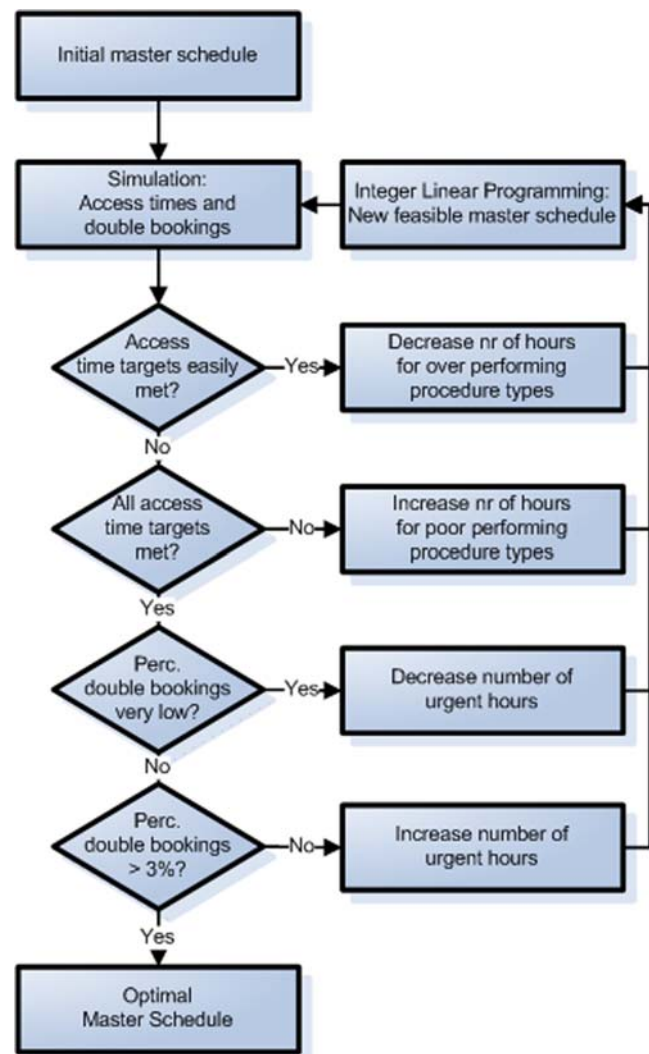 Initial master schedule
Simulation:
Access times and
double bookings
Integer Linear Programming:
New feasible master schedule
Access
time targets easily
met?
Yes
Decrease nr of hours
for over performing
procedure types
No
All access
time targets
met?
No
Increase nr of hours
for poor performing
procedure types
Yes
Perc.
double bookings
very low?
Yes
Decrease number of
urgent hours
No
Perc.
double bookings
> 3%?
No
Increase number of
urgent hours
Yes
Optimal
Master Schedule